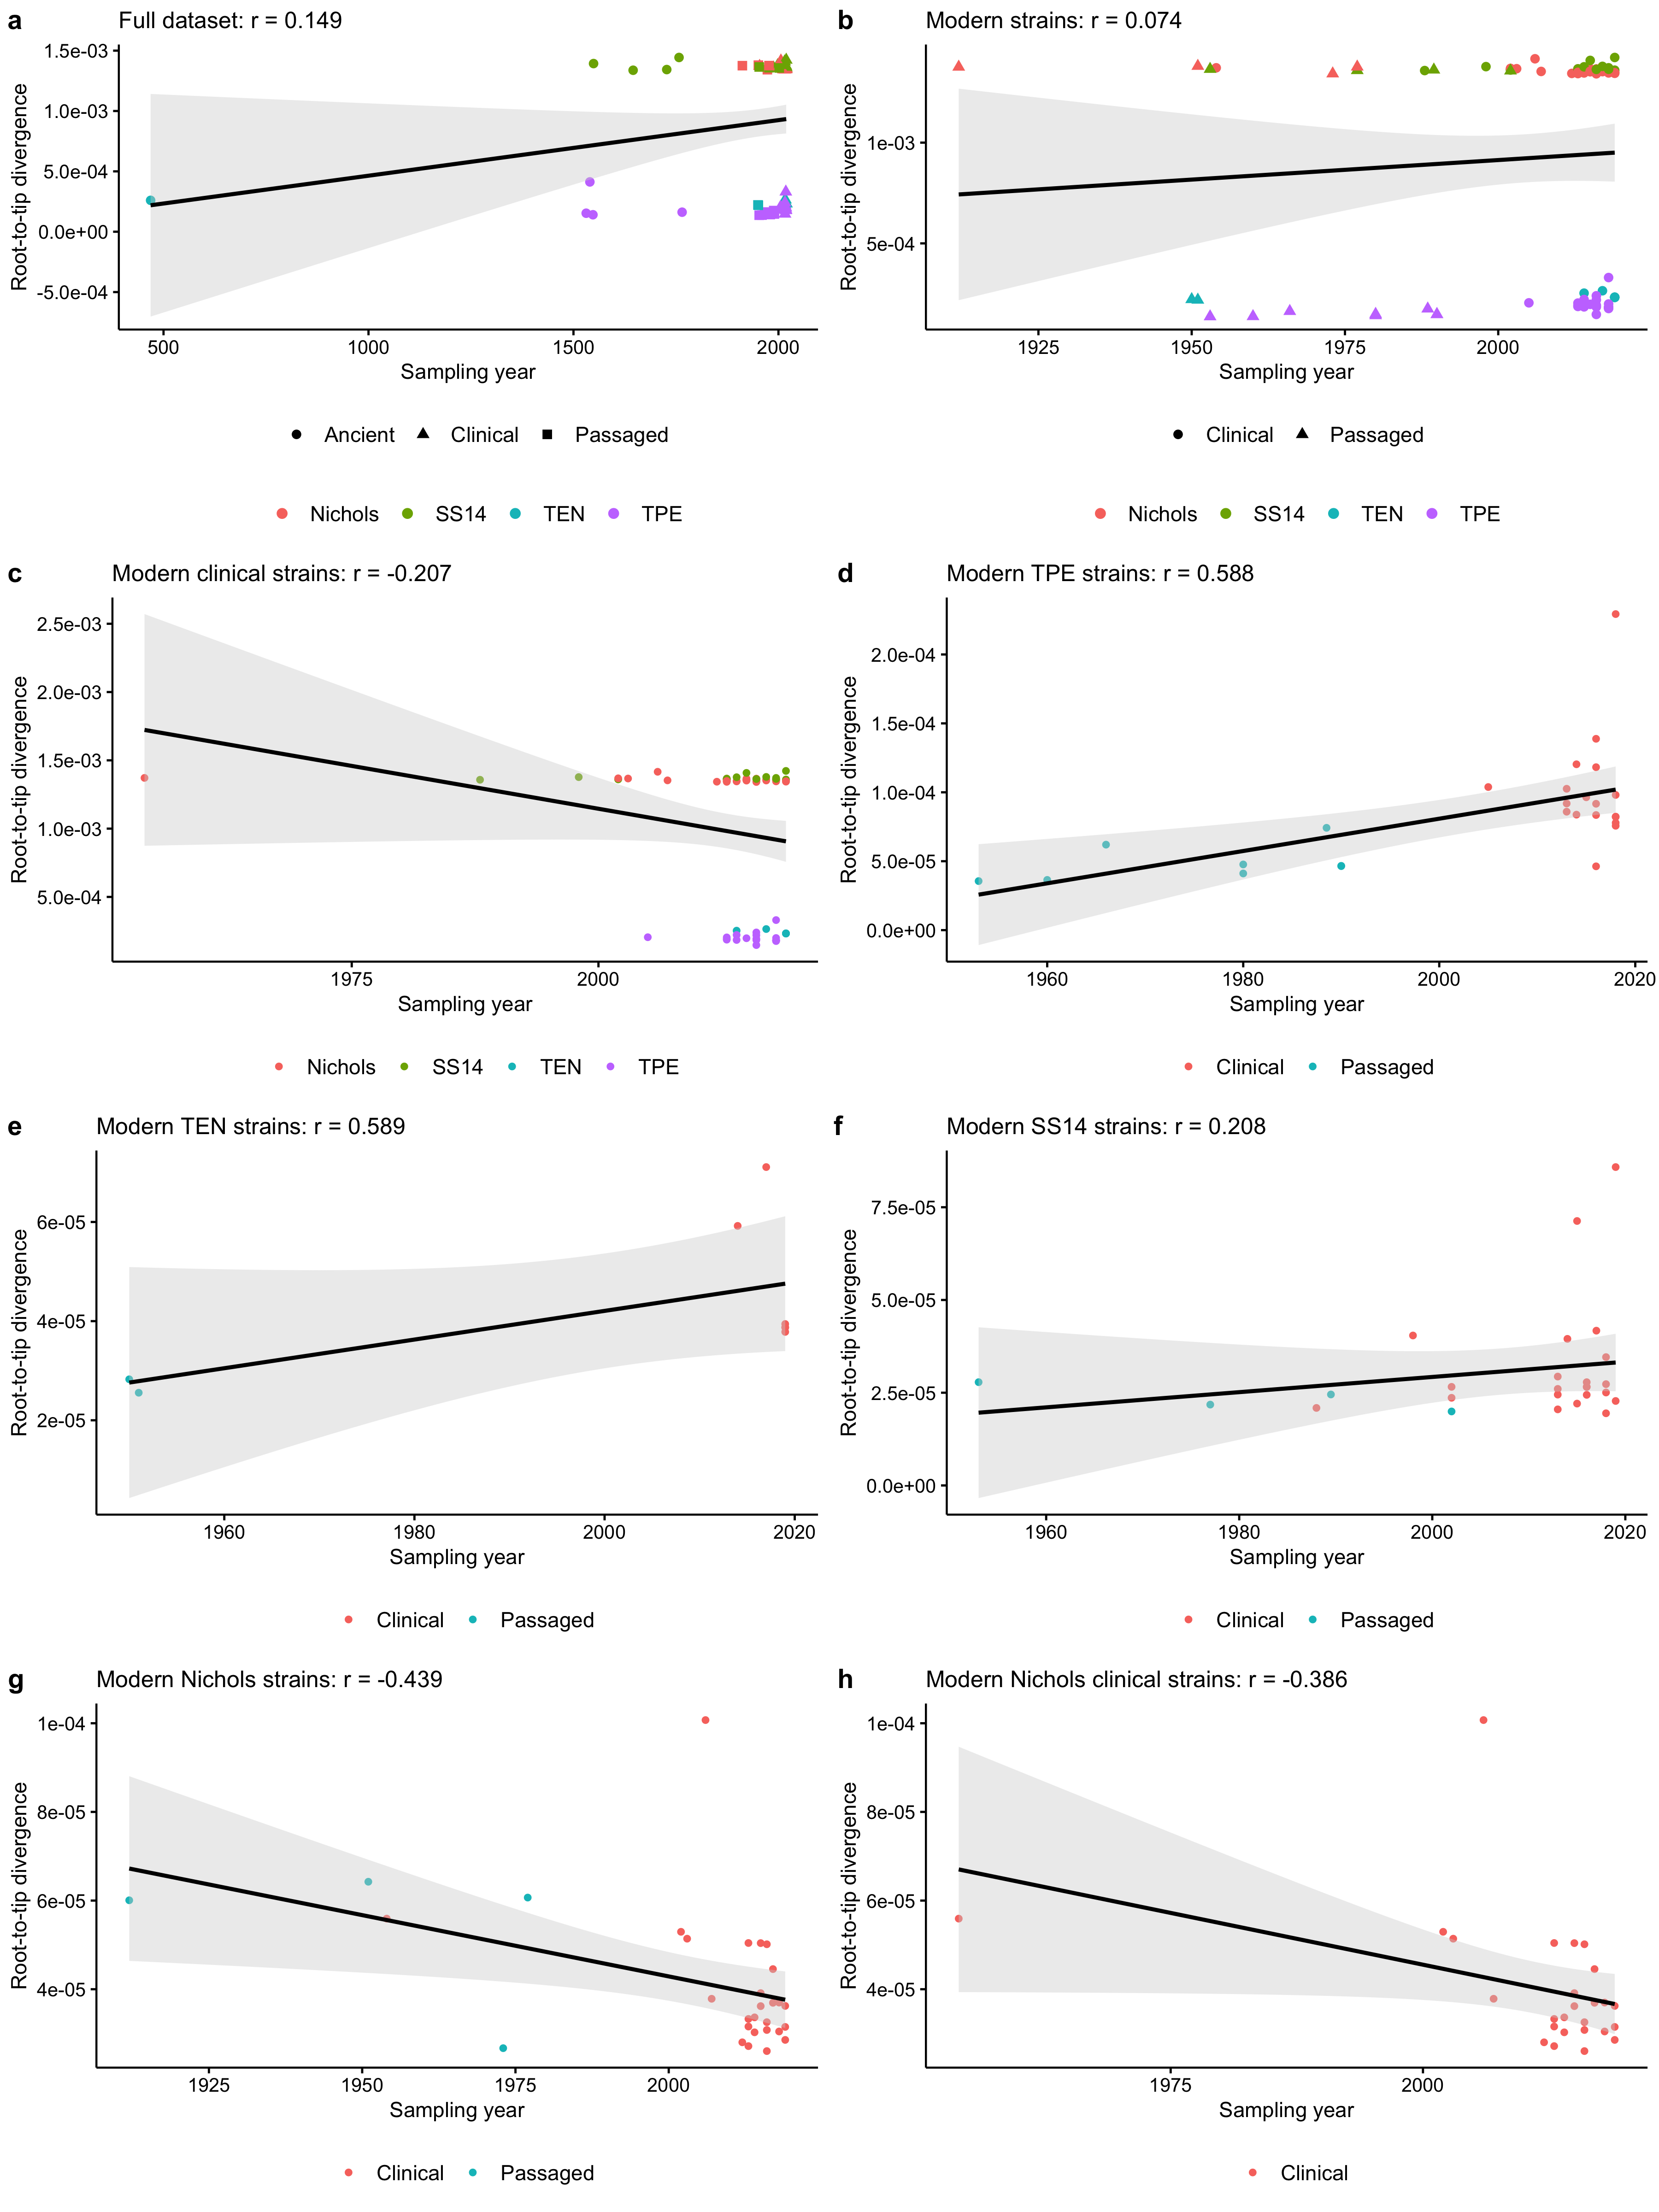 a Full dataset: r = 0.149
Root-to-tip divergence
1.5e-03
1.0e-03
5.0e-04
0.0e+00
-5.0e-04
500 1000 1500 2000
Sampling year
Ancient Clinical Passaged
Nichols SS14 TEN TPE
b Modern strains: r = 0.074
Root-to-tip divergence
1e-03
5e-04
1925 1950 1975 2000
Sampling year
Clinical Passaged
Nichols SS14 TEN TPE
c Modern clinical strains: r = -0.207
Root-to-tip divergence
2.5e-03
2.0e-03
1.5e-03
1.0e-03
5.0e-04
1975 2000
Sampling year
Nichols SS14 TEN TPE
d Modern TPE strains: r = 0.588
Root-to-tip divergence
2.0e-04
1.5e-04
1.0e-04
5.0e-05
0.0e+00
1960 1980 2000 2020
Sampling year
Clinical Passaged
e Modern TEN strains: r = 0.589
Root-to-tip divergence
6e-05
4e-05
2e-05
1960 1980 2000 2020
Sampling year
Clinical Passaged
f Modern SS14 strains: r = 0.208
Root-to-tip divergence
7.5e-05
5.0e-05
2.5e-05
0.0e+00
1960 1980 2000 2020
Sampling year
Clinical Passaged
g Modern Nichols strains: r = -0.439
Root-to-tip divergence
1e-04
8e-05
6e-05
4e-05
1925 1950 1975 2000
Sampling year
Clinical Passaged
h Modern Nichols clinical strains: r = -0.386
Root-to-tip divergence
1e-04
8e-05
6e-05
4e-05
1975 2000
Sampling year
Clinical